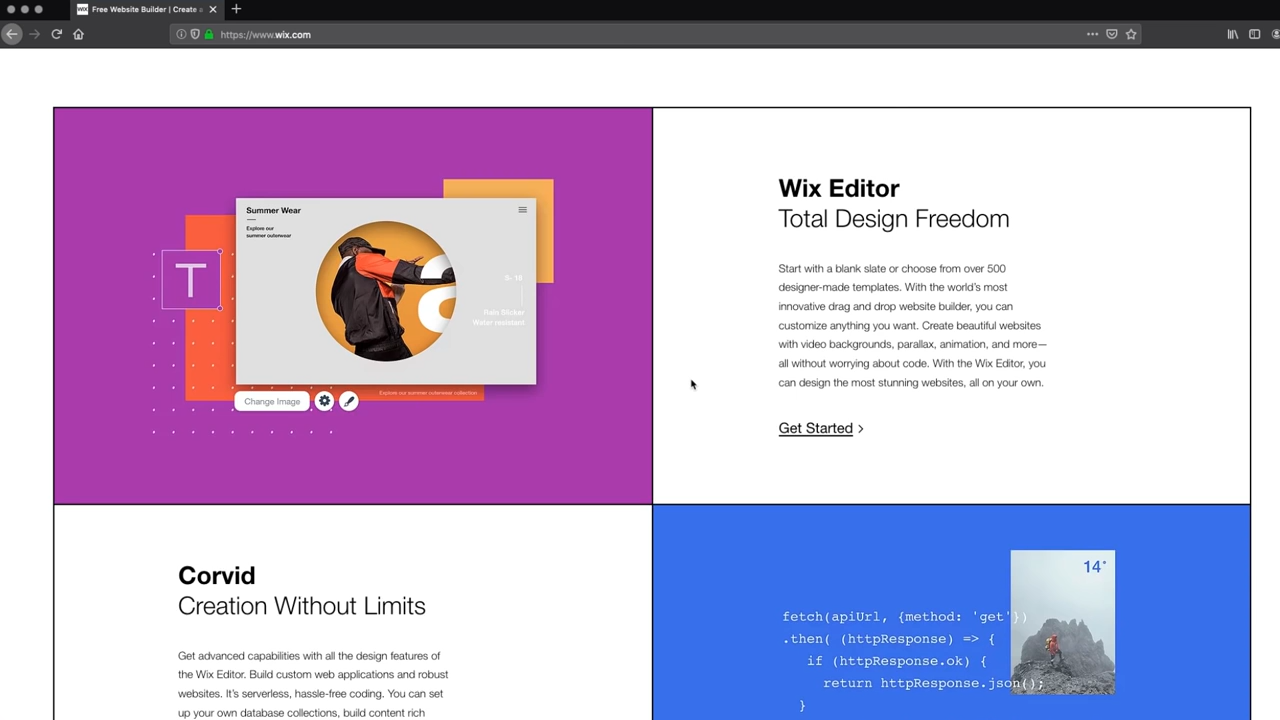 WIX Free Website Builder | Create a
https://www.wix.com
Summer Wear
Explore our
summer outerwear
S: 16
Rain Slicker
Water resistant
T
Change Image
Explore our summer outerwear collection
Wix Editor
Total Design Freedom
Start with a blank slate or choose from over 500
designer-made templates. With the world's most
innovative drag and drop website builder, you can
customize anything you want. Create beautiful websites
with video backgrounds, parallax, animation, and more—
all without worrying about code. With the Wix Editor, you
can design the most stunning websites, all on your own.
Get Started >
Corvid
Creation Without Limits
Get advanced capabilities with all the design features of
the Wix Editor. Build custom web applications and robust
websites. It's serverless, hassle-free coding. You can set
up your own database collections, build content rich
14°
fetch(apiUrl, {method: 'get'})
.then( (httpResponse) => {
if (httpResponse.ok) {
return httpResponse.json();
}